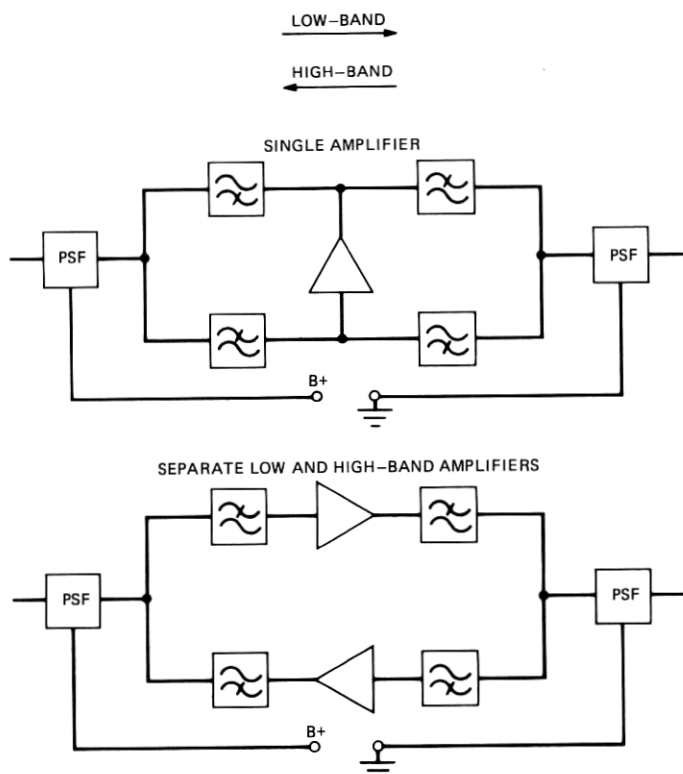 LOW-BAND
HIGH-BAND
SINGLE AMPLIFIER
PSF
PSF
B+
SEPARATE LOW AND HIGH-BAND AMPLIFIERS
PSF
PSF
B+